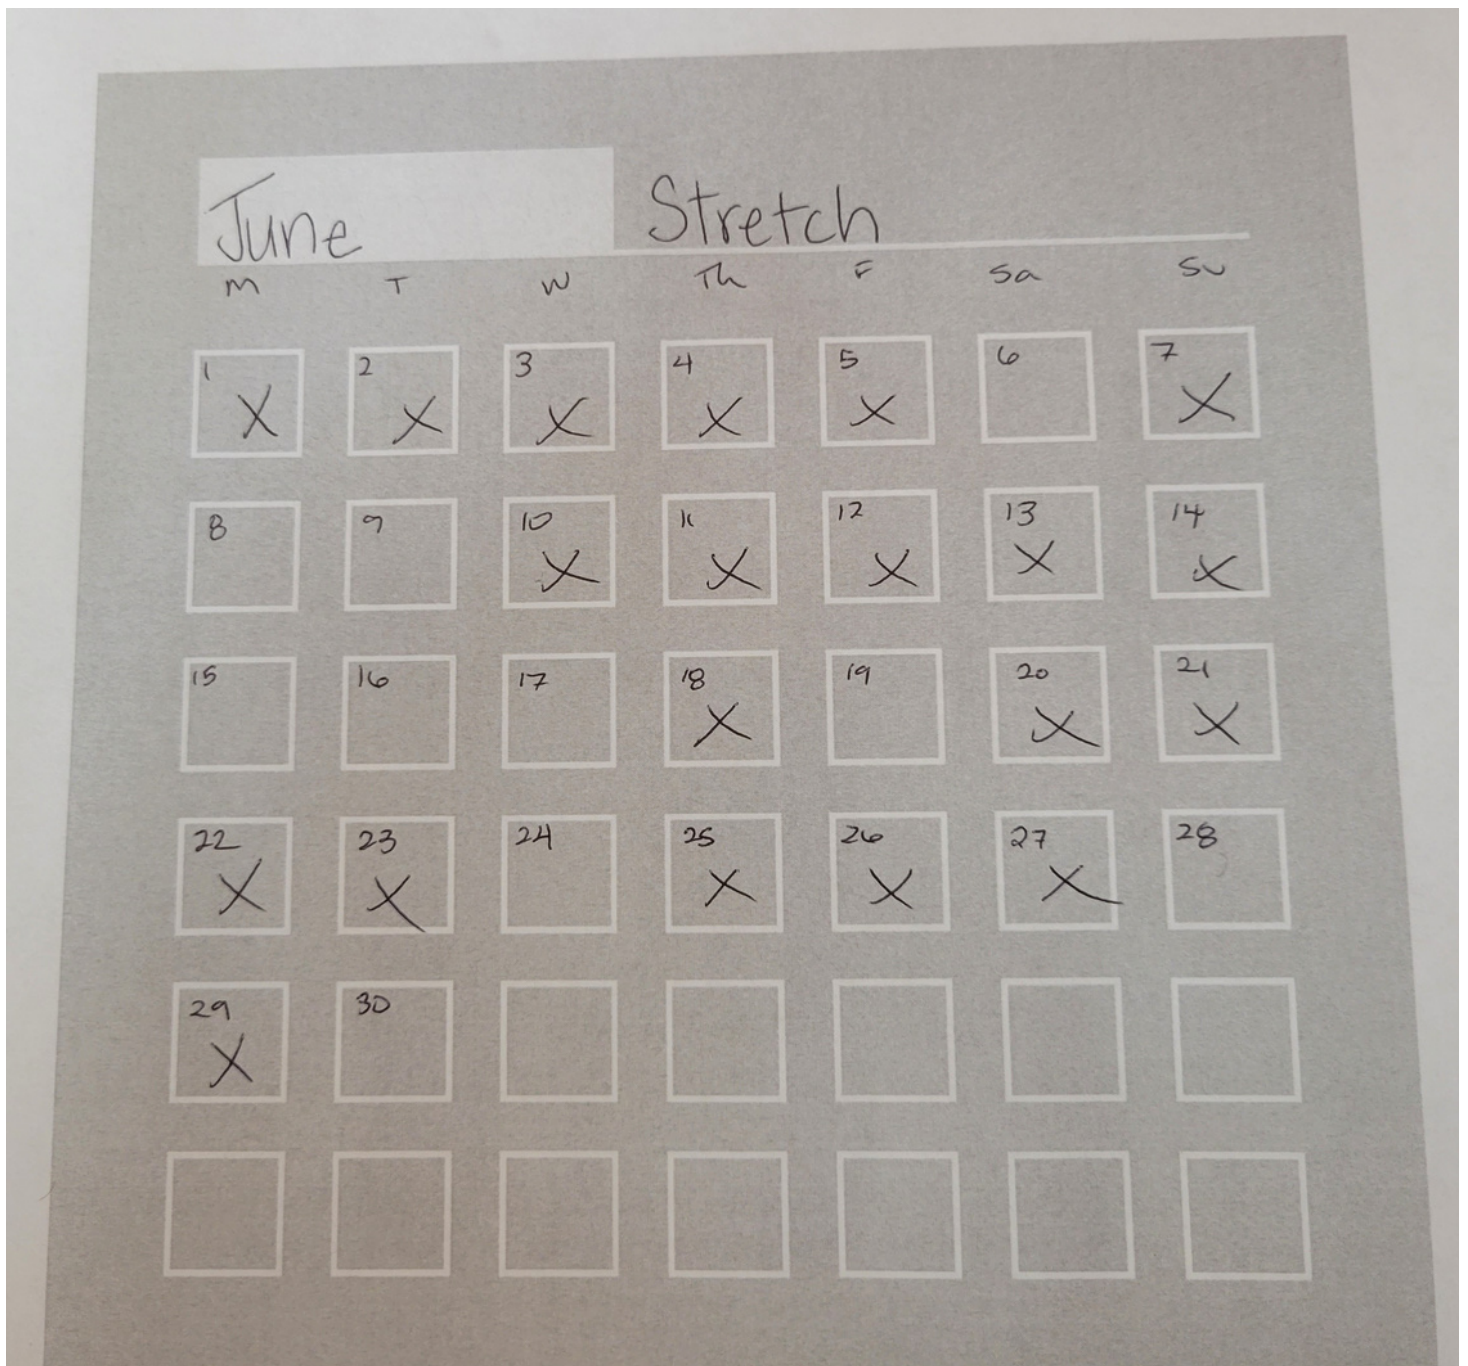 June Stretch
M T W Th F Sa Su
1 2 3 4 5 6 7
X X X X X X
8 9 10 11 12 13 14
X X X X X
15 16 17 18 19 20 21
X X X
22 23 24 25 26 27 28
X X X X X
29 30
X